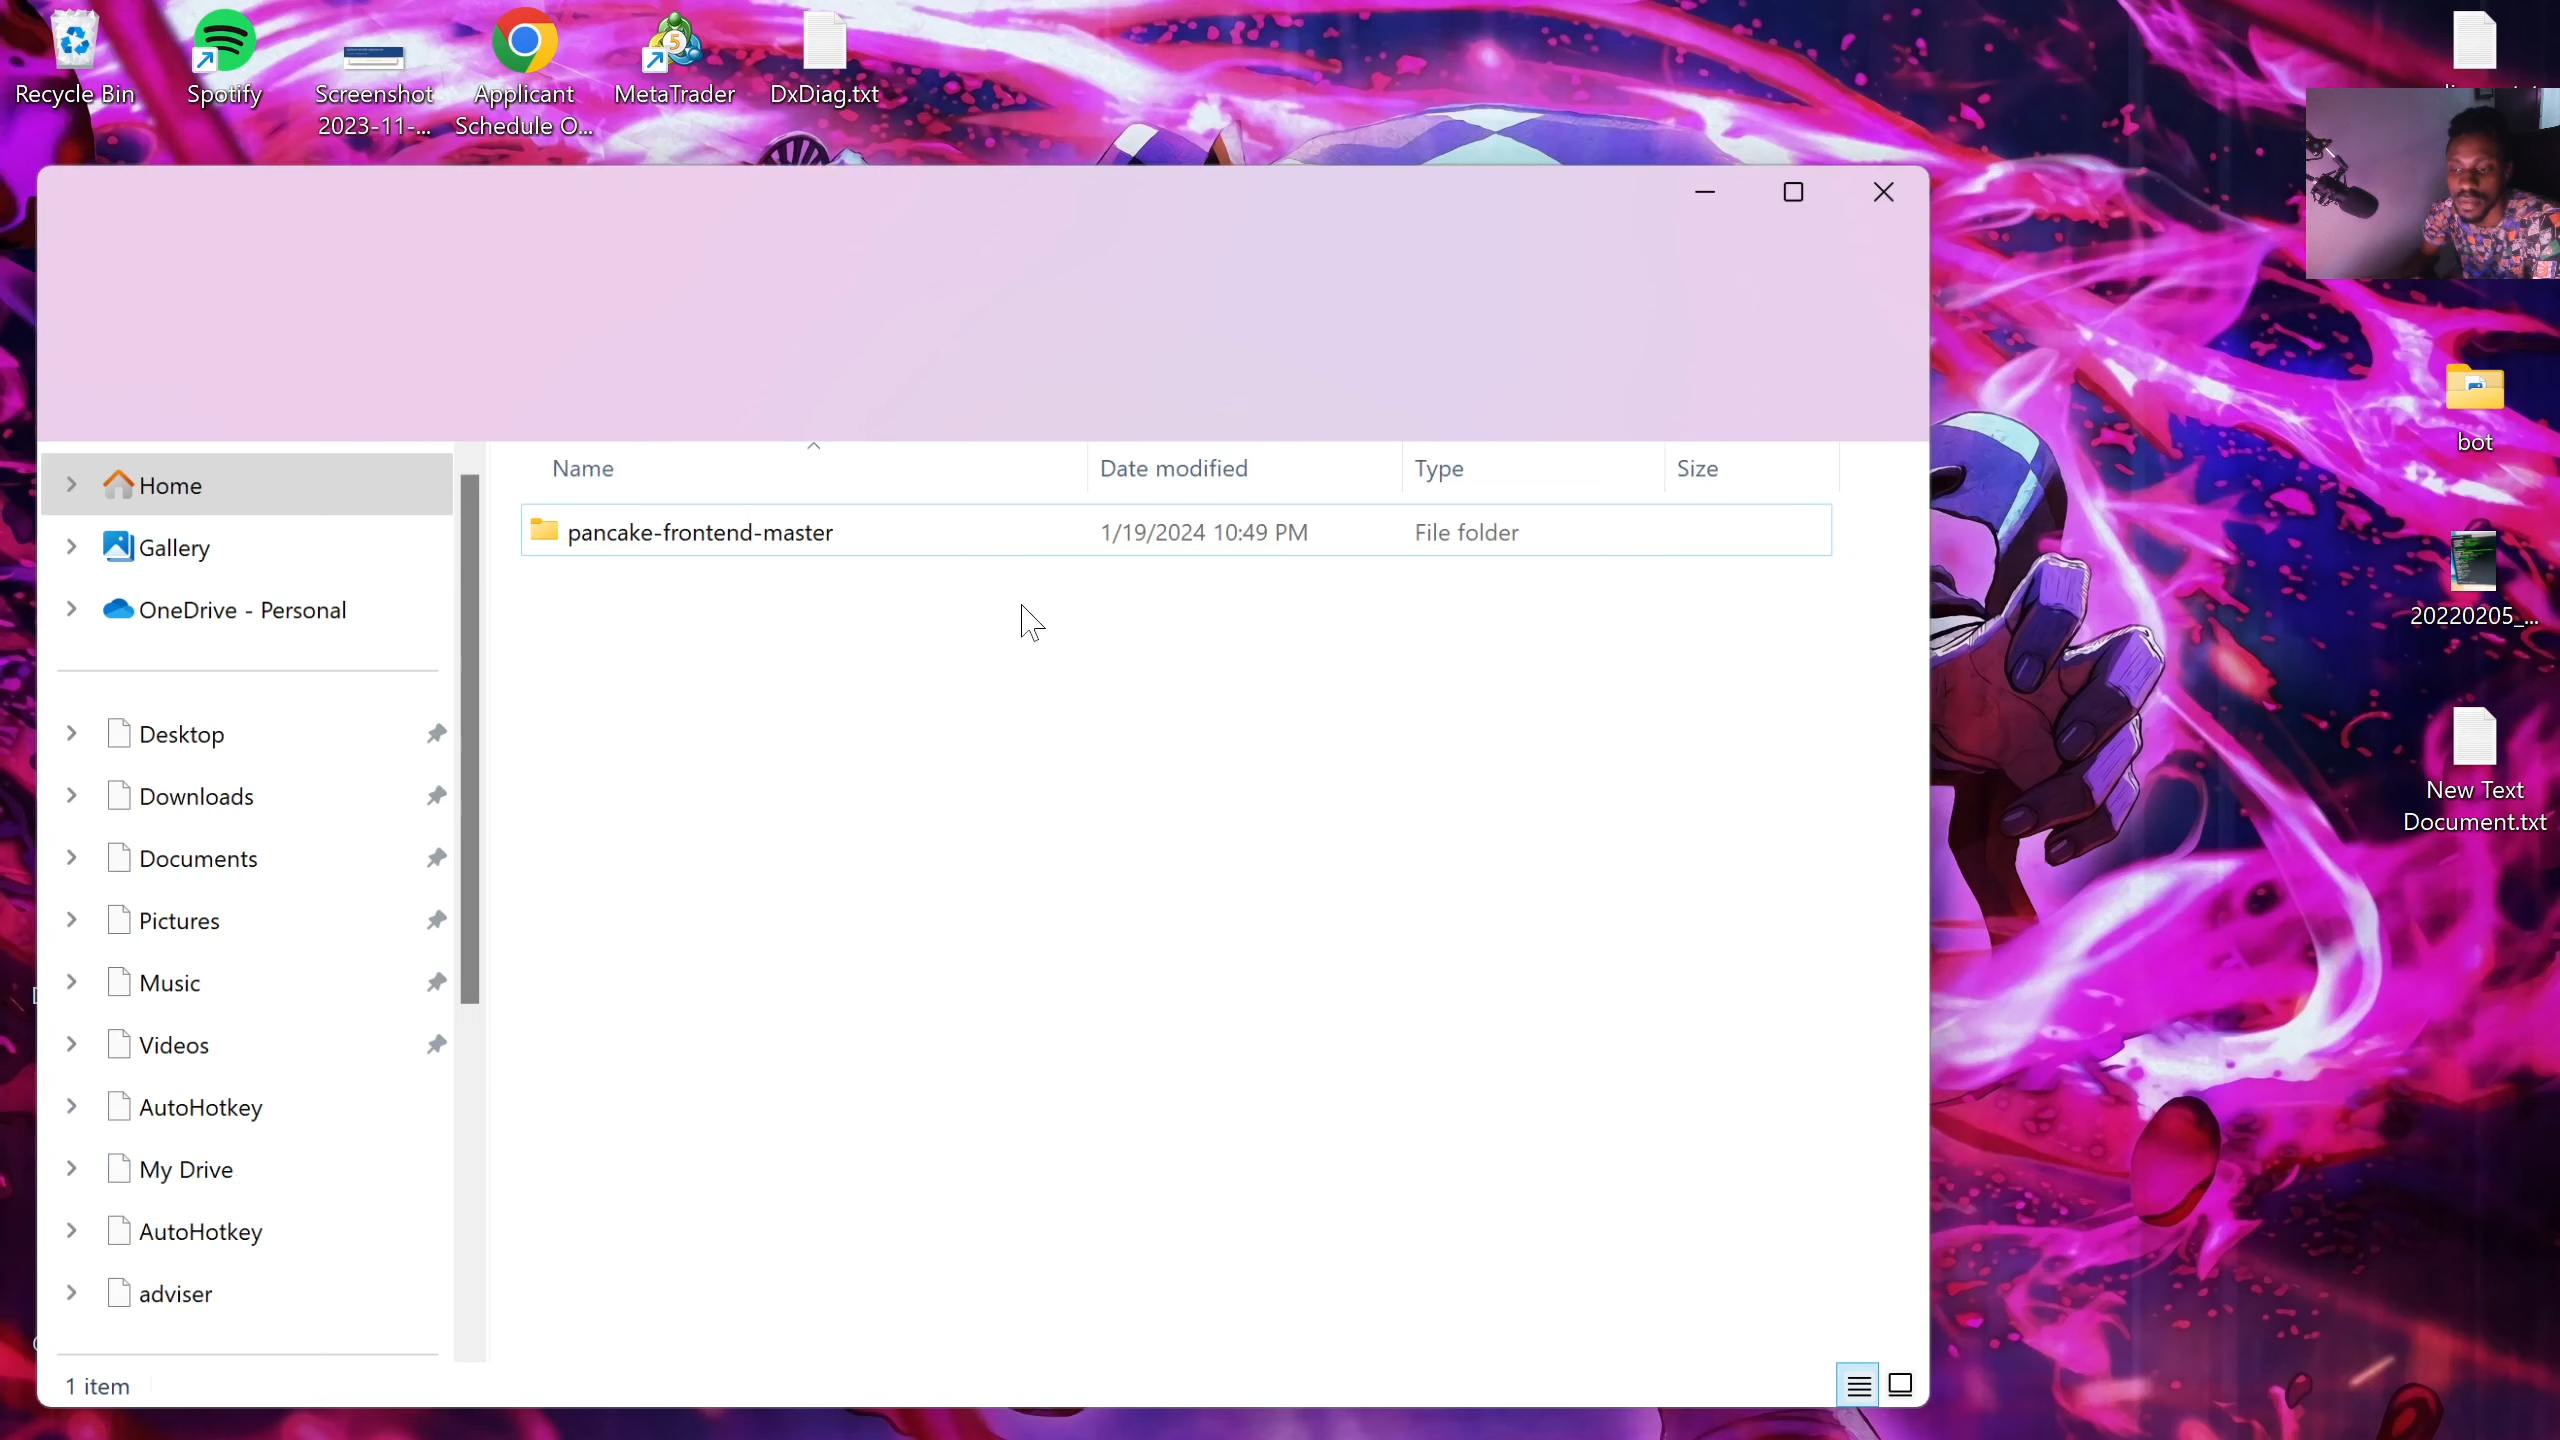 Recycle Bin
Spotify
Screenshot
2023-11-...
Applicant
Schedule O...
MetaTrader
5
DxDiag.txt
Name
Date modified
Type
Size
pancake-frontend-master
1/19/2024 10:49 PM
File folder
Home
Gallery
OneDrive - Personal
Desktop
Downloads
Documents
Pictures
Music
Videos
AutoHotkey
My Drive
AutoHotkey
adviser
1 item
bot
20220205_...
New Text
Document.txt